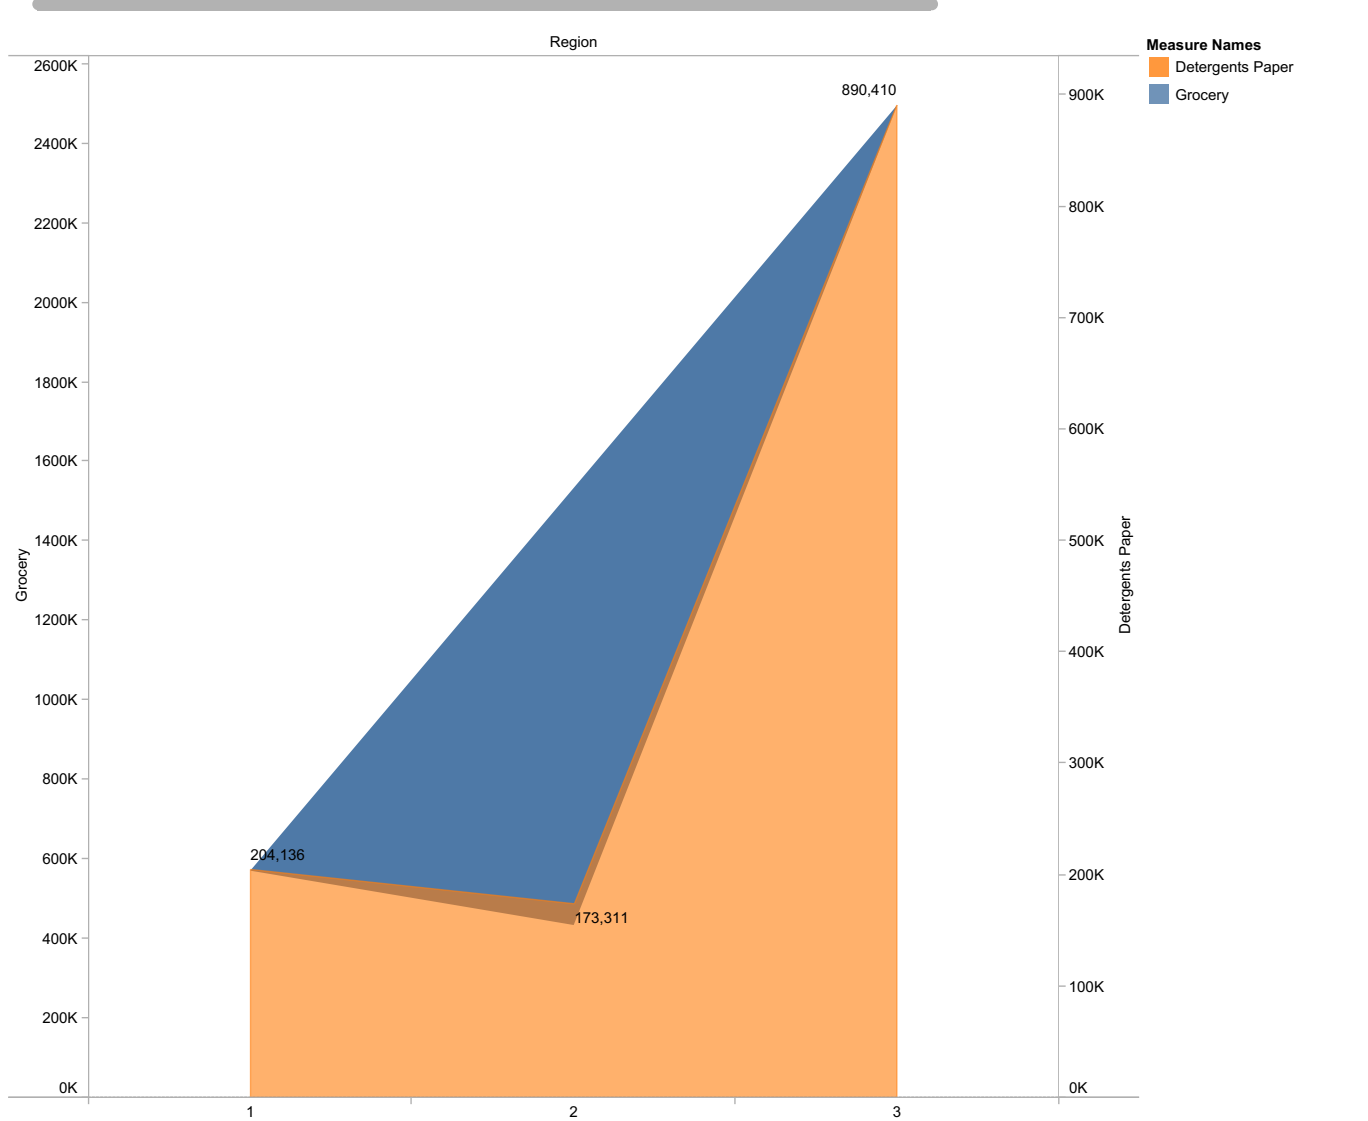 Region
Measure Names
Detergents Paper
Grocery
2600K
2400K
2200K
2000K
1800K
1600K
1400K
1200K
1000K
800K
600K
400K
200K
0K
Grocery
890,410
204,136
173,311
900K
800K
700K
600K
500K
400K
300K
200K
100K
0K
Detergents Paper
1
2
3